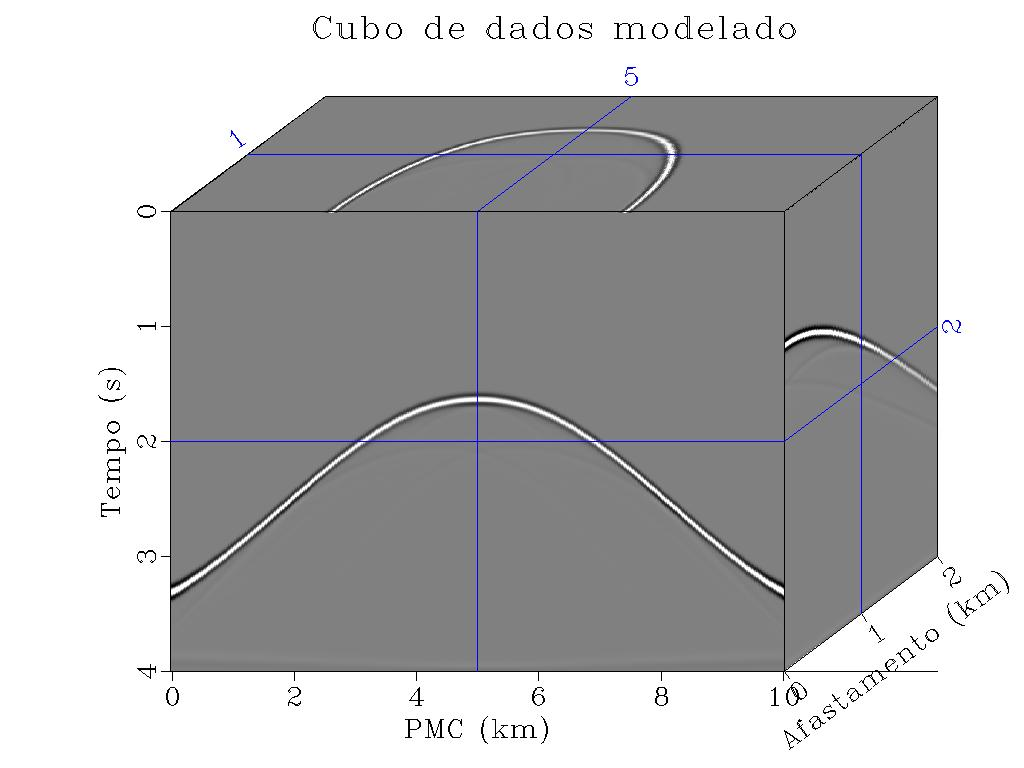 Cubo de dados modelado
5
1
0
1
2
3
4
Tempo (s)
2
0 2 4 6 8 10
PMC (km)
0 1 2
Afastamento (km)